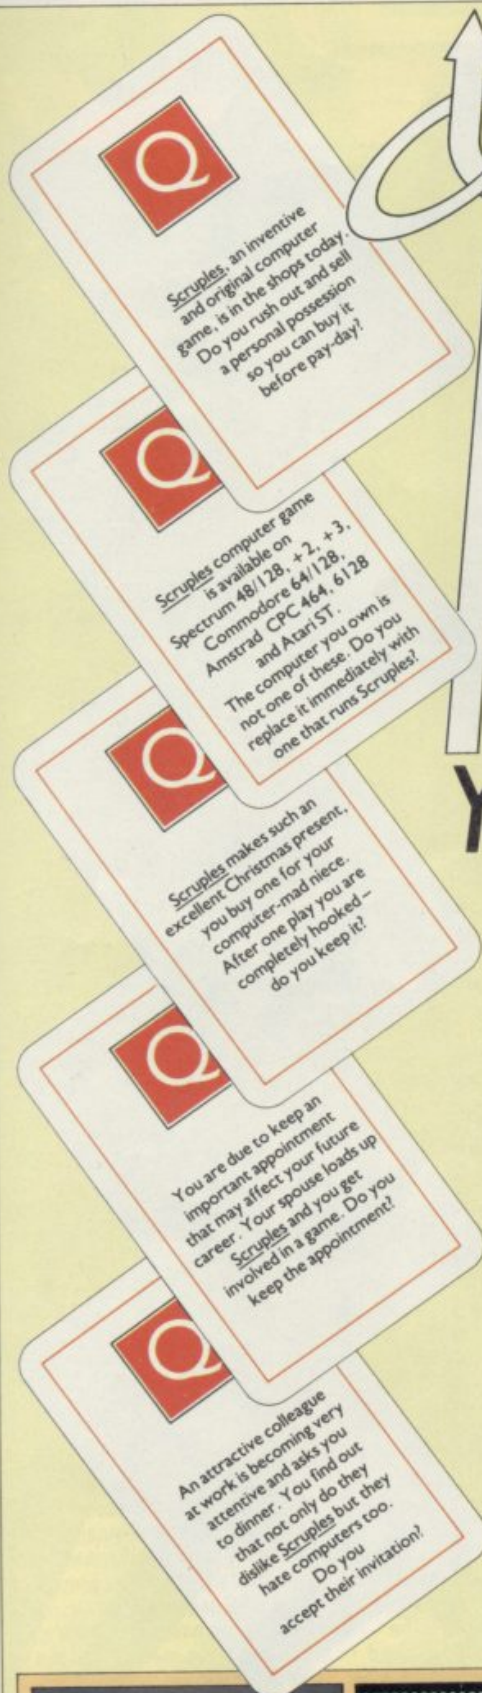 Q
Scruples, an inventive
and original computer
game, is in the shops today.
Do you rush out and sell
a personal possession
so you can buy it
before pay-day?
Q
Scruples computer game
is available on
Spectrum 48/128, +2, +3,
Commodore 64/128,
Amstrad CPC 464, 6128
and Atari ST.
The computer you own is
not one of these. Do you
replace it immediately with
one that runs Scruples?
Y
Q
Scruples makes such an
excellent Christmas present,
you buy one for your
computer-mad niece.
After one play you are
completely hooked –
do you keep it?
Q
You are due to keep an
important appointment
that may affect your future
career. Your spouse loads up
Scruples and you get
involved in a game. Do you
keep the appointment?
Q
An attractive colleague
at work is becoming very
attentive and asks you
to dinner. You find out
that not only do they
dislike Scruples but they
hate computers too.
Do you
accept their invitation?